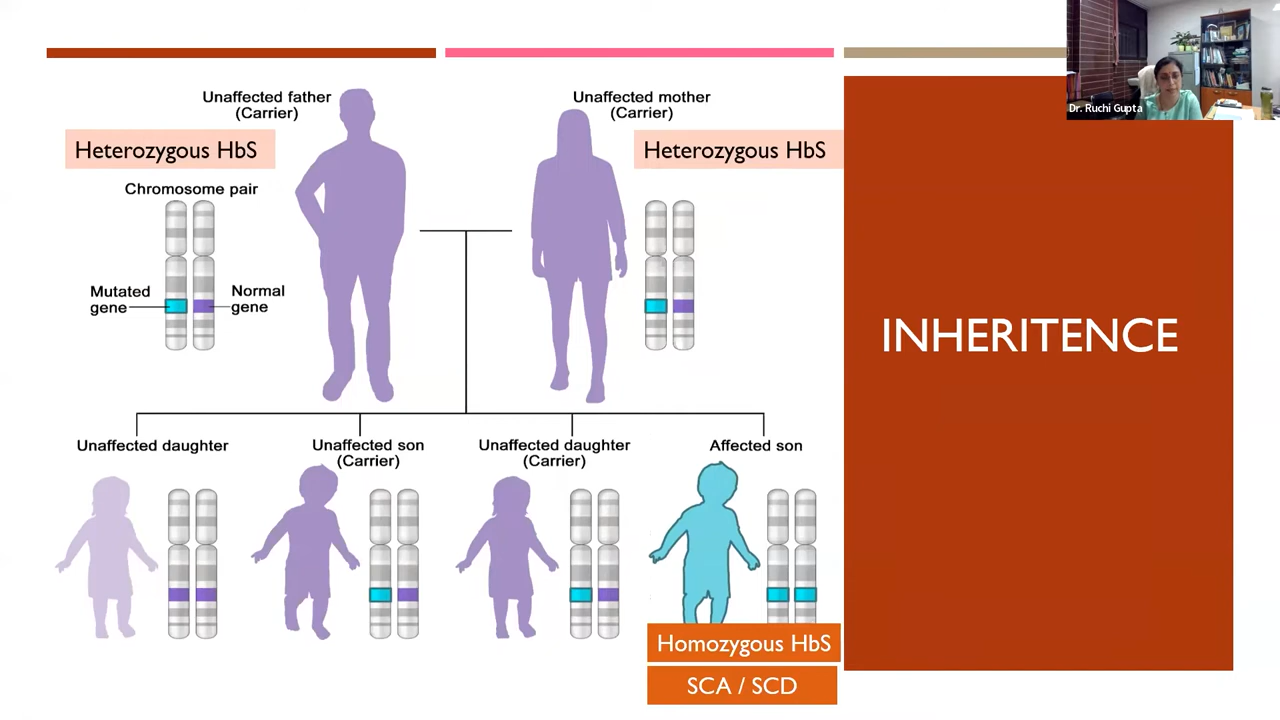 Unaffected father
(Carrier)
Heterozygous HbS
Chromosome pair
Mutated
gene
Normal
gene
Unaffected mother
(Carrier)
Heterozygous HbS
Dr. Ruchi Gupta
INHERITENCE
Unaffected daughter
Unaffected son
(Carrier)
Unaffected daughter
(Carrier)
Affected son
Homozygous HbS
SCA / SCD